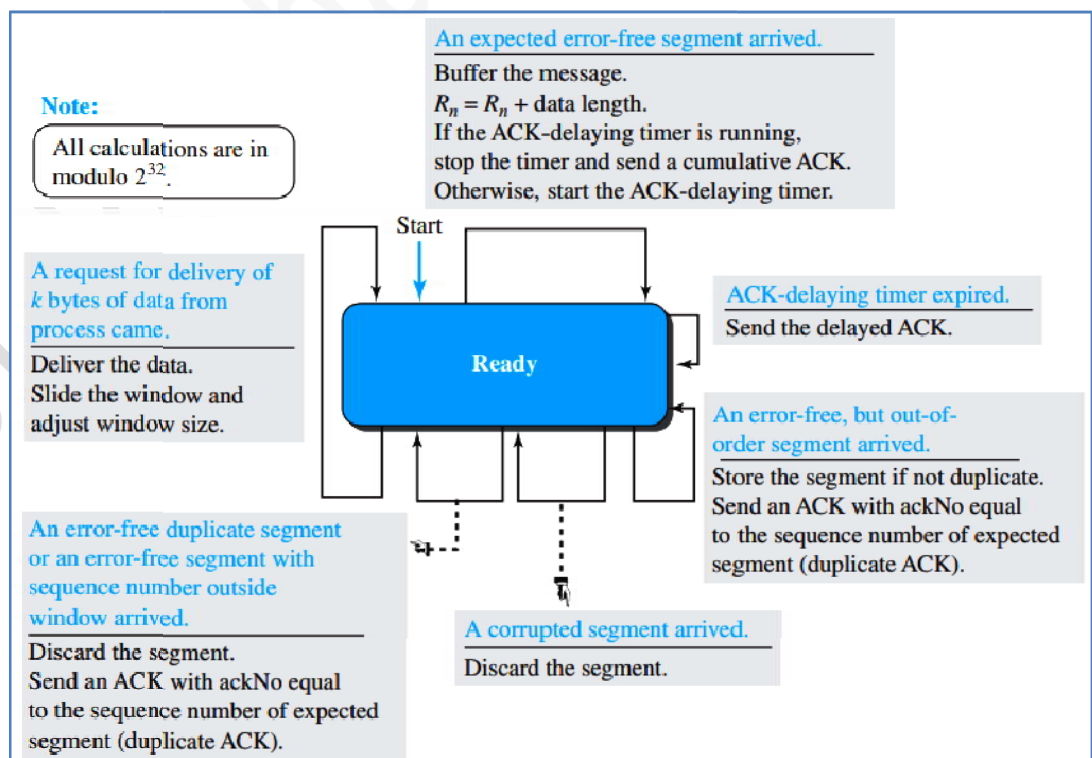 An expected error-free segment arrived.
Buffer the message.
Rn = Rn + data length.
If the ACK-delaying timer is running,
stop the timer and send a cumulative ACK.
Otherwise, start the ACK-delaying timer.
Note:
All calculations are in
modulo 2^32.
Start
A request for delivery of
k bytes of data from
process came.
Deliver the data.
Slide the window and
adjust window size.
Ready
ACK-delaying timer expired.
Send the delayed ACK.
An error-free, but out-of-
order segment arrived.
Store the segment if not duplicate.
Send an ACK with ackNo equal
to the sequence number of expected
segment (duplicate ACK).
An error-free duplicate segment
or an error-free segment with
sequence number outside
window arrived.
Discard the segment.
Send an ACK with ackNo equal
to the sequence number of expected
segment (duplicate ACK).
A corrupted segment arrived.
Discard the segment.